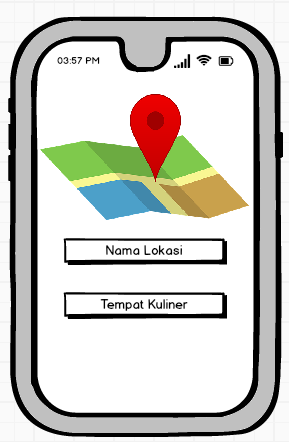 03:57 PM
Nama Lokasi
Tempat Kuliner